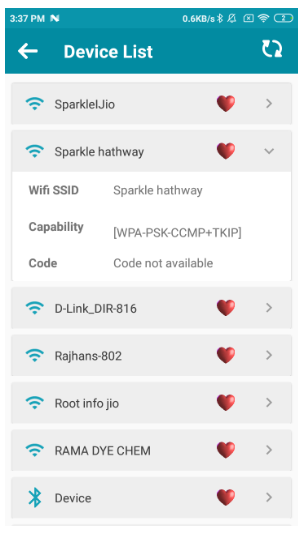 3:37 PM 0.6KB/s
Device List
SparkleIJio
Sparkle hathway
Wifi SSID Sparkle hathway
Capability [WPA-PSK-CCMP+TKIP]
Code Code not available
D-Link_DIR-816
Rajhans-802
Root info jio
RAMA DYE CHEM
Device